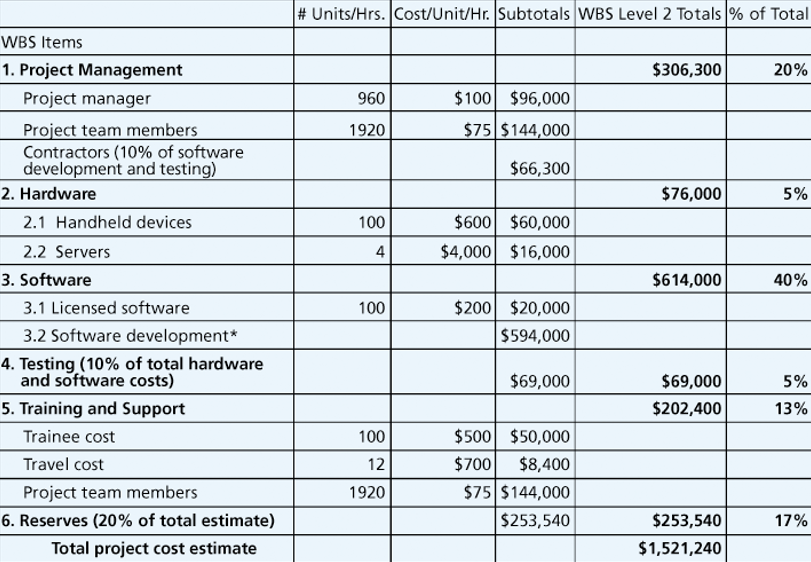 # Units/Hrs. Cost/Unit/Hr. Subtotals WBS Level 2 Totals % of Total
WBS Items
1. Project Management $306,300 20%
Project manager 960 $100 $96,000
Project team members 1920 $75 $144,000
Contractors (10% of software
development and testing) $66,300
2. Hardware $76,000 5%
2.1 Handheld devices 100 $600 $60,000
2.2 Servers 4 $4,000 $16,000
3. Software $614,000 40%
3.1 Licensed software 100 $200 $20,000
3.2 Software development* $594,000
4. Testing (10% of total hardware
and software costs) $69,000 $69,000 5%
5. Training and Support $202,400 13%
Trainee cost 100 $500 $50,000
Travel cost 12 $700 $8,400
Project team members 1920 $75 $144,000
6. Reserves (20% of total estimate) $253,540 $253,540 17%
Total project cost estimate $1,521,240